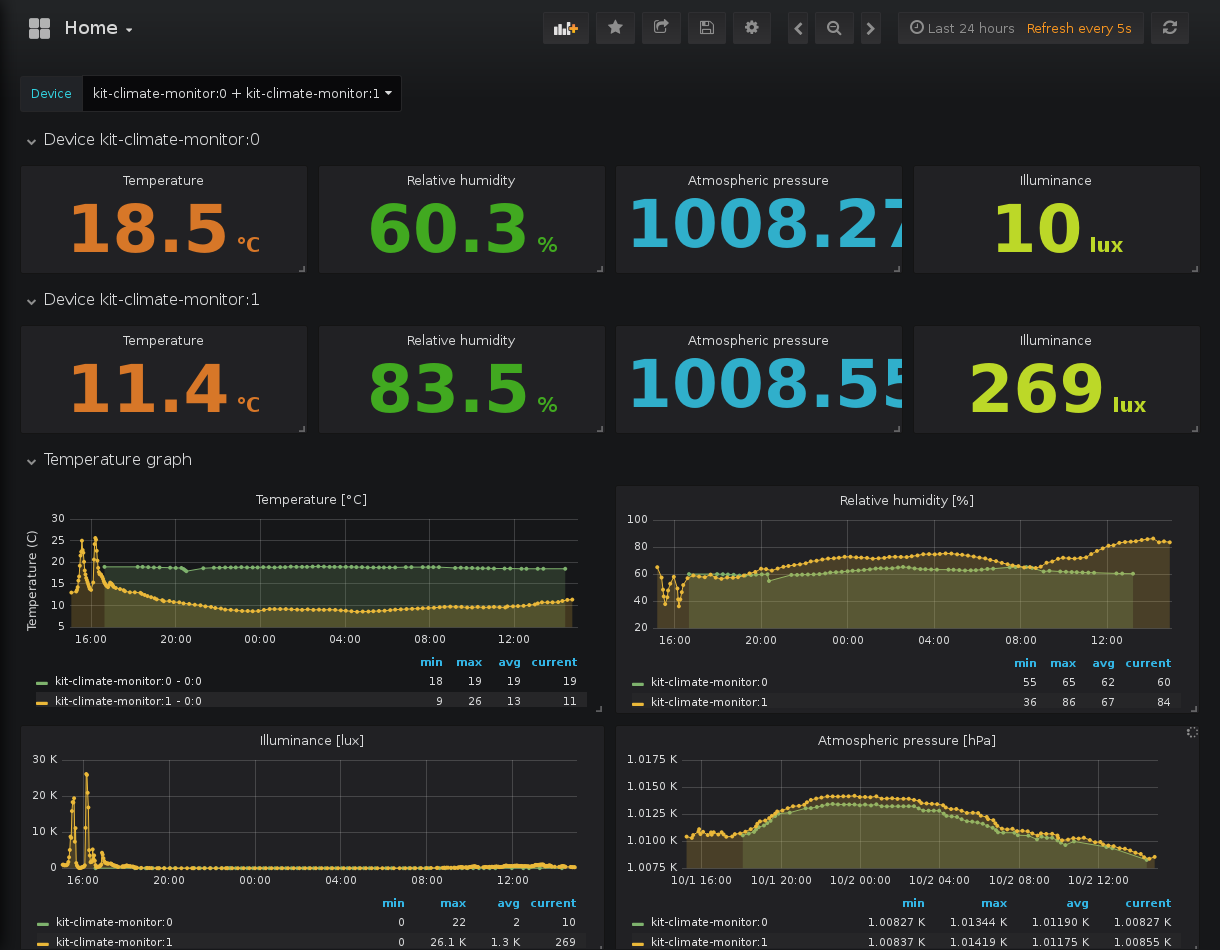 Home
Last 24 hours Refresh every 5s
Device kit-climate-monitor:0 + kit-climate-monitor:1
Device kit-climate-monitor:0
Temperature Relative humidity Atmospheric pressure Illuminance
18.5 °C 60.3 % 1008.27 10 lux
Device kit-climate-monitor:1
Temperature Relative humidity Atmospheric pressure Illuminance
11.4 °C 83.5 % 1008.55 269 lux
Temperature graph
Temperature [°C]
Temperature (C)
30
25
20
15
10
5
16:00 20:00 00:00 04:00 08:00 12:00
min max avg current
kit-climate-monitor:0 - 0:0 18 19 19 19
kit-climate-monitor:1 - 0:0 9 26 13 11
Relative humidity [%]
100
80
60
40
20
16:00 20:00 00:00 04:00 08:00 12:00
min max avg current
kit-climate-monitor:0 55 65 62 60
kit-climate-monitor:1 36 86 67 84
Illuminance [lux]
30 K
20 K
10 K
0
16:00 20:00 00:00 04:00 08:00 12:00
min max avg current
kit-climate-monitor:0 0 22 2 10
kit-climate-monitor:1 0 26.1 K 1.3 K 269
Atmospheric pressure [hPa]
1.0175 K
1.0150 K
1.0125 K
1.0100 K
1.0075 K
10/1 16:00 10/1 20:00 10/2 00:00 10/2 04:00 10/2 08:00 10/2 12:00
min max avg current
kit-climate-monitor:0 1.00827 K 1.01344 K 1.01190 K 1.00827 K
kit-climate-monitor:1 1.00837 K 1.01419 K 1.01175 K 1.00855 K